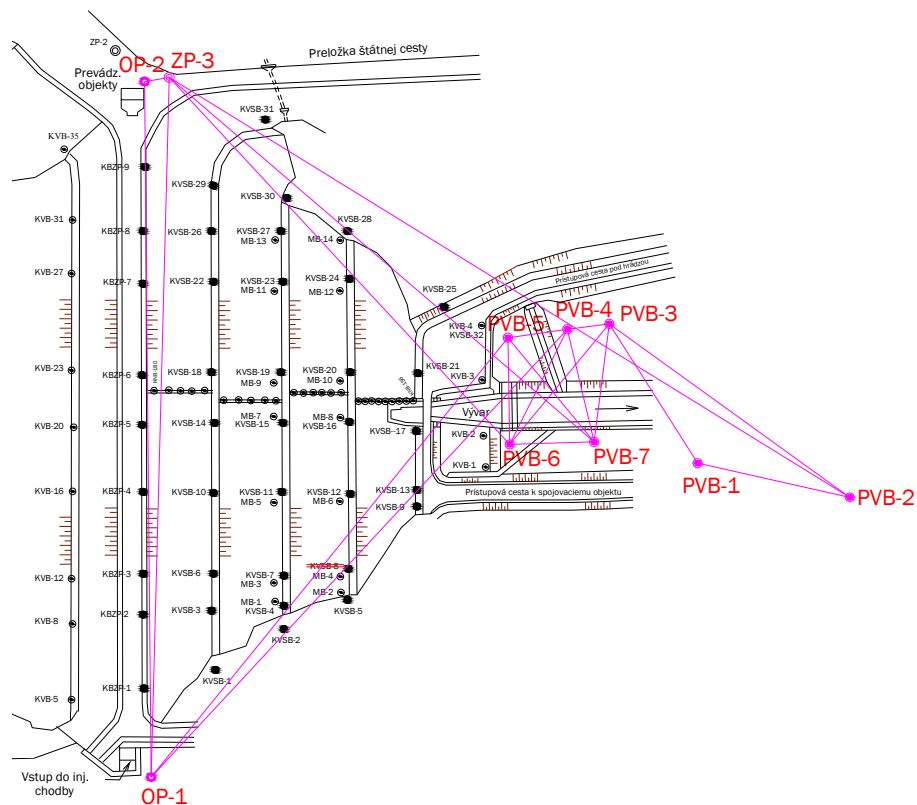 ZP-2
Preložka štátnej cesty
OP-2
ZP-3
Prevádz.
objekty
KVSB-31
KVB-35
KBZP-9
KVSB-29
KVSB-30
KVB-31
KBZP-8
KVSB-26
KVSB-27
MB-13
KVSB-28
MB-14
KVB-27
KBZP-7
KVSB-22
KVSB-23
MB-11
KVSB-24
MB-12
KVSB-25
Prístupová cesta pod hrádzou
KVB-4
KVSB-32
PVB-5
PVB-4
PVB-3
KVB-23
KBZP-6
KVSB-18
KVSB-19
MB-9
KVSB-20
MB-10
KVSB-21
KVB-3
KVB-20
KBZP-5
KVSB-14
MB-7
KVSB-15
MB-8
KVSB-16
KVSB--17
Vývar
KVB-2
PVB-6
PVB-7
KVB-1
PVB-1
PVB-2
KVB-16
KBZP-4
KVSB-10
KVSB-11
MB-5
KVSB-12
MB-6
KVSB-13
KVSB-9
Prístupová cesta k spojovaciemu objektu
KVB-12
KBZP-3
KVSB-6
KVSB-7
MB-3
KVSB-8
MB-4
MB-2
KVB-8
KBZP-2
KVSB-3
MB-1
KVSB-4
KVSB-5
KVSB-2
KVB-5
KBZP-1
KVSB-1
Vstup do inj.
chodby
OP-1